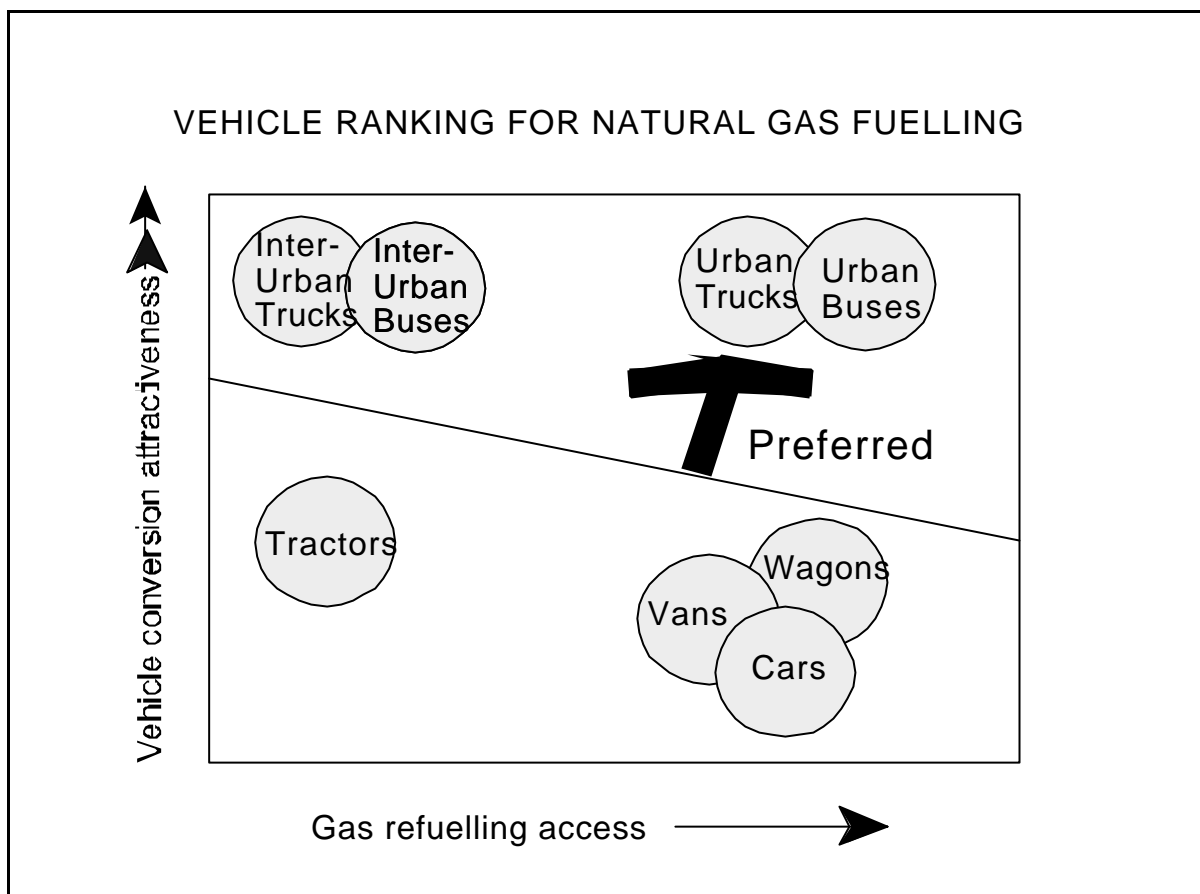 VEHICLE RANKING FOR NATURAL GAS FUELLING
Vehicle conversion attractiveness
Inter-
Urban
Trucks
Inter-
Urban
Buses
Urban
Trucks
Urban
Buses
Preferred
Tractors
Wagons
Vans
Cars
Gas refuelling access